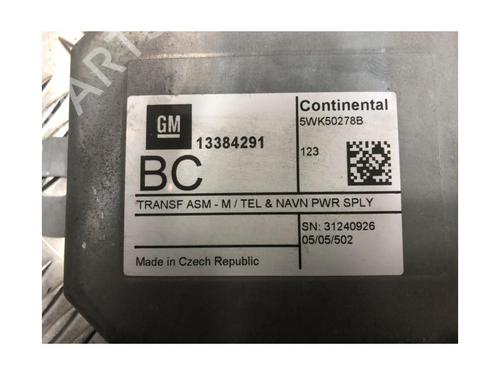 GM
13384291
BC
Continental
5WK50278B
123
TRANSF ASM - M / TEL & NAVN PWR SPLY
SN: 31240926
05/05/502
Made in Czech Republic